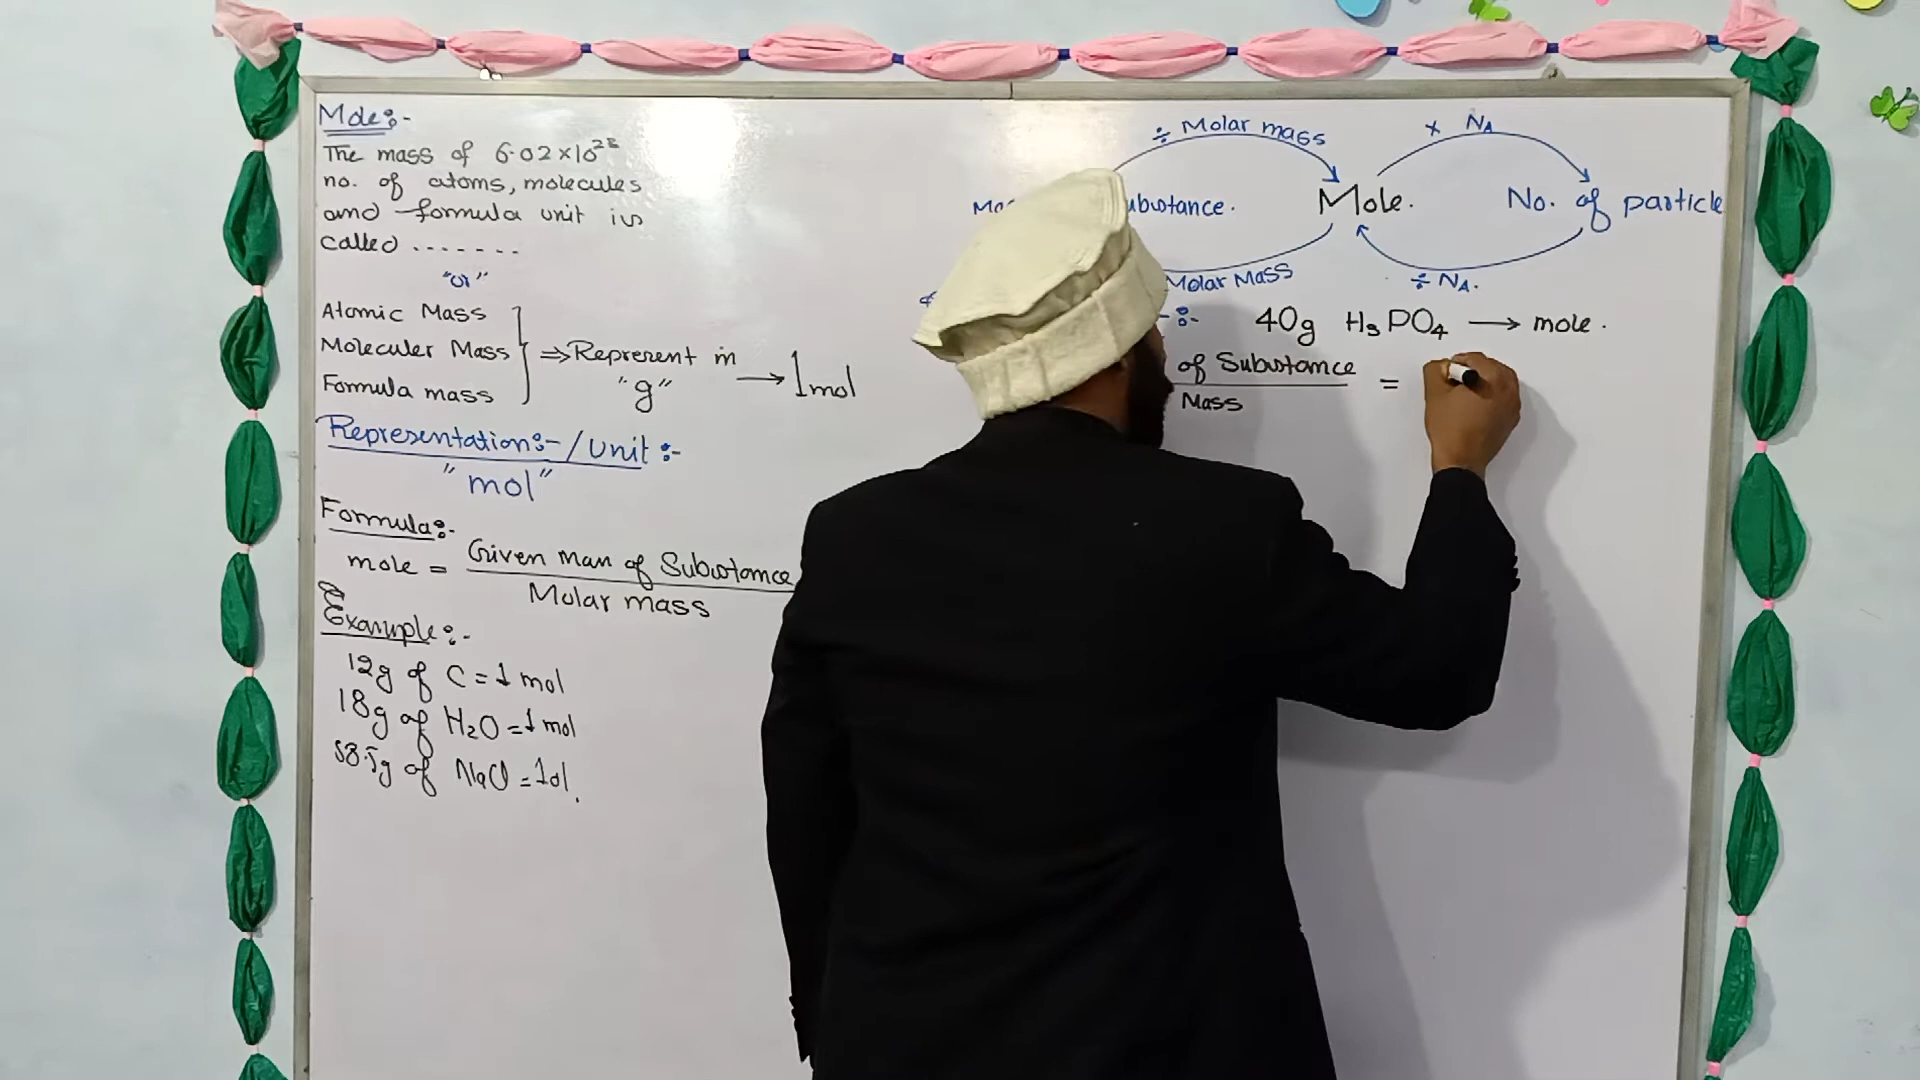 Mole:-
The mass of 6.02×10²³
no. of atoms, molecules
and formula unit is
called .......
"or"
Atomic Mass
Moleculer Mass
Formula mass
⇒ Represent in
"g"
→ 1mol
Representation:-/Unit:-
"mol"
Formula:-
mole = Given Mass of Substance
Molar mass
Example:-
12g of C = 1 mol
18g of H₂O = 1 mol
58.5g of NaCl = 1ol.
÷ Molar mass
× NA
ubstance.
Mole.
No. of particle
Molar Mass
÷ NA.
40g H₃PO₄ → mole.
of Substance =
Mass